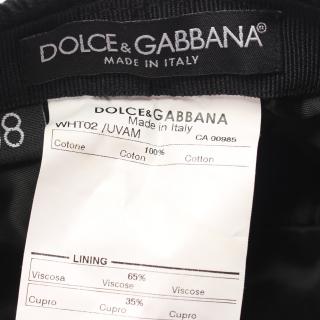 DOLCE & GABBANA®
MADE IN ITALY
DOLCE&GABBANA
Made in Italy
WHT02 /UVAM CA 00985
Cotone 100% Coton Cotton
LINING
Viscosa 65% Viscose Viscose
Cupro 35% Cupro Cupro